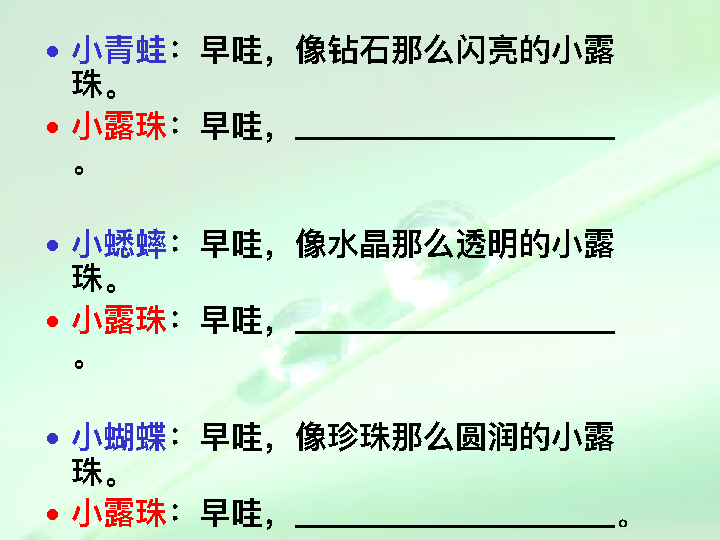 • 小青蛙：早哇，像钻石那么闪亮的小露
珠。
• 小露珠：早哇，____________________
。
• 小蟋蟀：早哇，像水晶那么透明的小露
珠。
• 小露珠：早哇，____________________
。
• 小蝴蝶：早哇，像珍珠那么圆润的小露
珠。
• 小露珠：早哇，____________________。